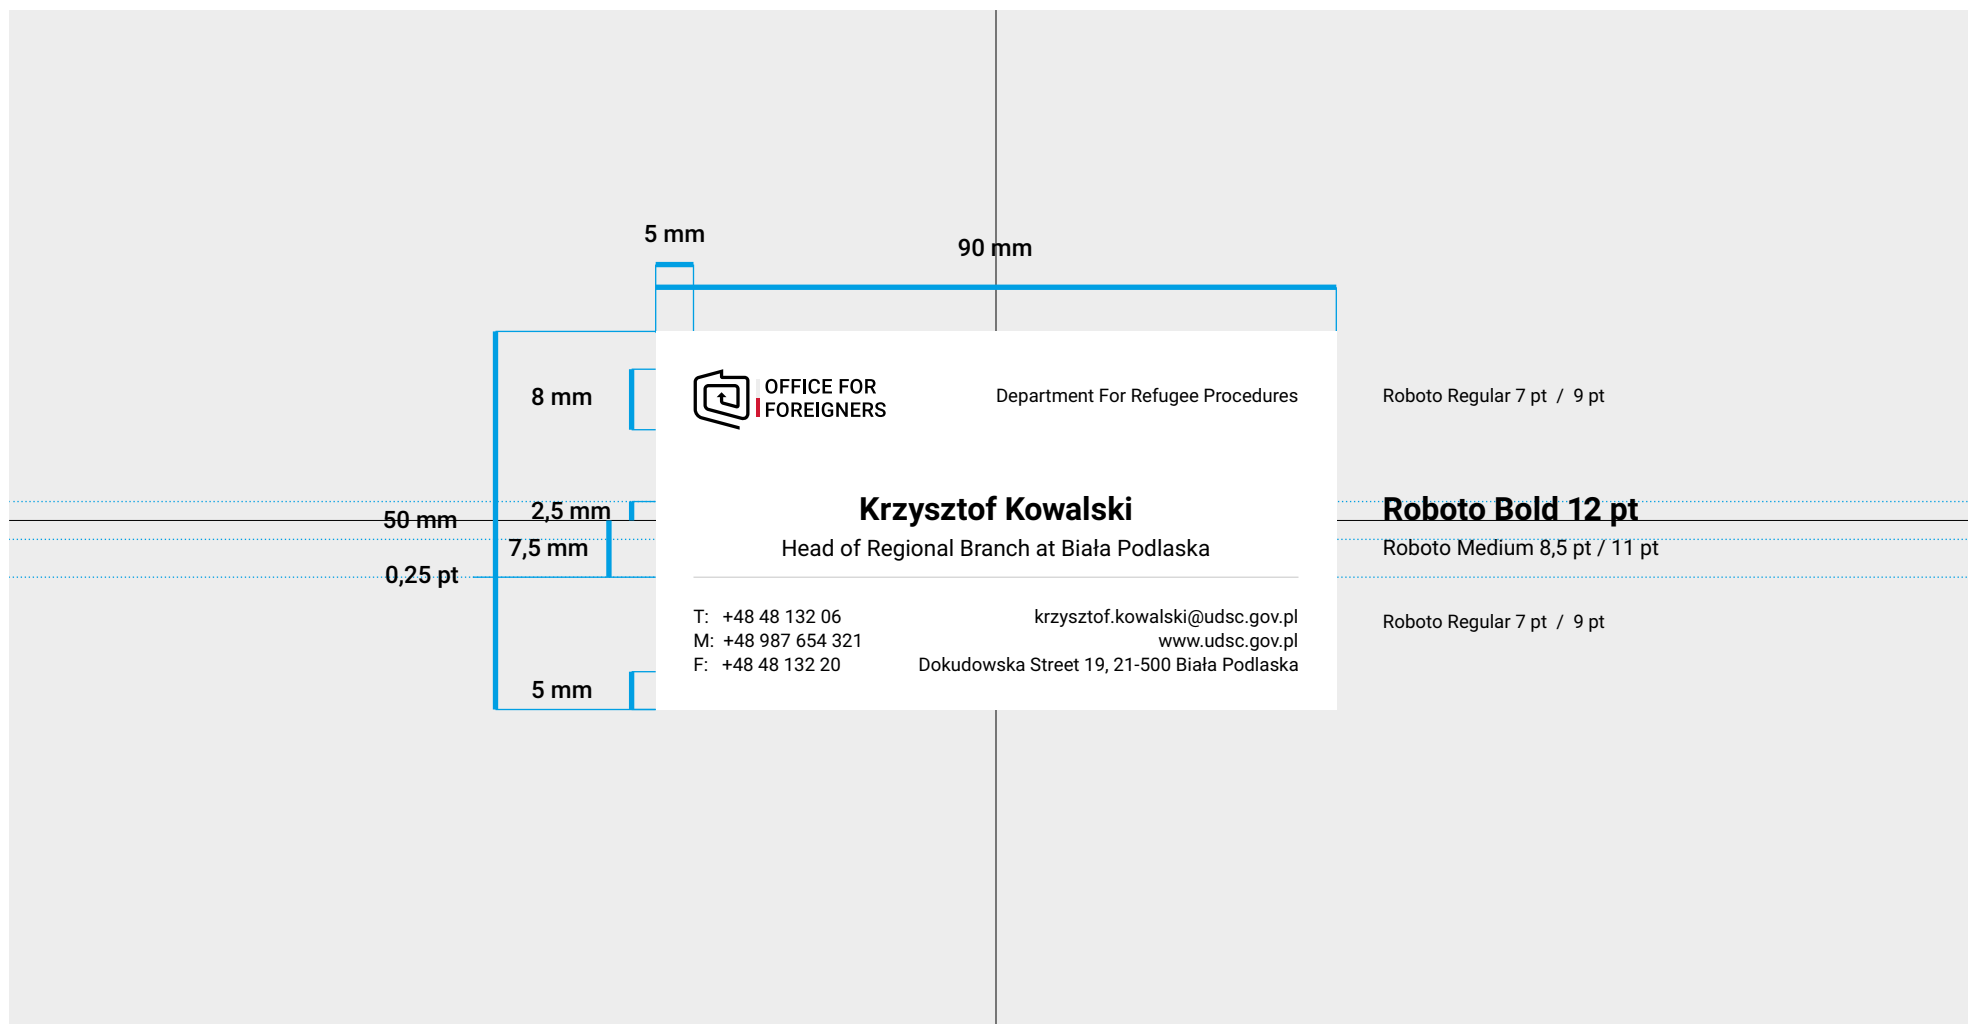 5 mm
90 mm
8 mm
OFFICE FOR
FOREIGNERS
Department For Refugee Procedures
Roboto Regular 7 pt / 9 pt
50 mm
2,5 mm
Krzysztof Kowalski
Roboto Bold 12 pt
7,5 mm
Head of Regional Branch at Biała Podlaska
Roboto Medium 8,5 pt / 11 pt
0,25 pt
T: +48 48 132 06
krzysztof.kowalski@udsc.gov.pl
Roboto Regular 7 pt / 9 pt
M: +48 987 654 321
www.udsc.gov.pl
F: +48 48 132 20
Dokudowska Street 19, 21-500 Biała Podlaska
5 mm